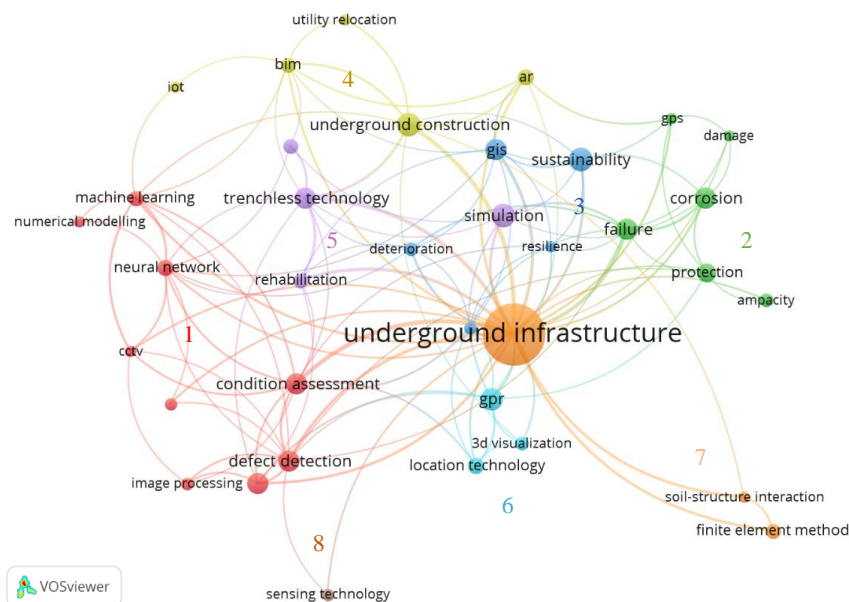 utility relocation
bim
4
ar
iot
gps
underground construction
damage
gis
sustainability
machine learning
trenchless technology
corrosion
numerical modelling
simulation
3
failure
5
deterioration
resilience
2
neural network
rehabilitation
protection
ampacity
underground infrastructure
1
cctv
condition assessment
gpr
3d visualization
defect detection
location technology
7
image processing
soil-structure interaction
6
finite element method
8
VOSviewer
sensing technology